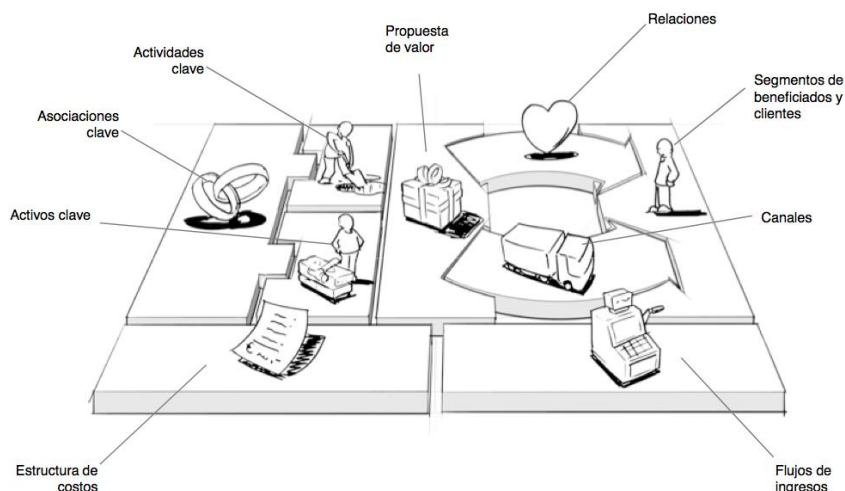 Relaciones
Propuesta
de valor
Actividades
clave
Segmentos de
beneficiados y
clientes
Asociaciones
clave
Activos clave
Canales
Estructura de
costos
Flujos de
ingresos